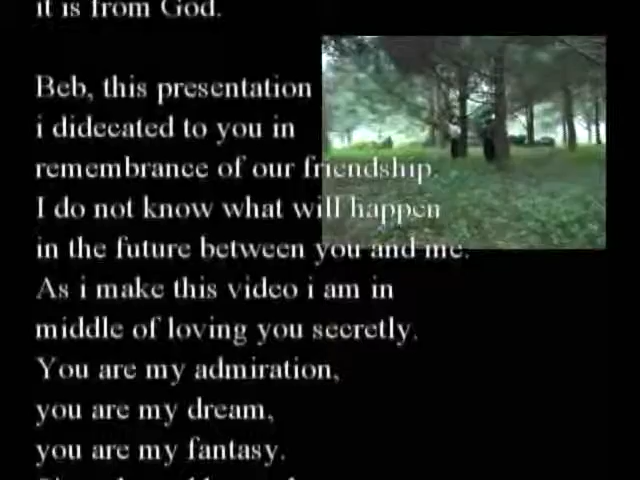 it is from God.
Beb, this presentation
i didecated to you in
remembrance of our friendship.
I do not know what will happen
in the future between you and me.
As i make this video i am in
middle of loving you secretly.
You are my admiration,
you are my dream,
you are my fantasy.